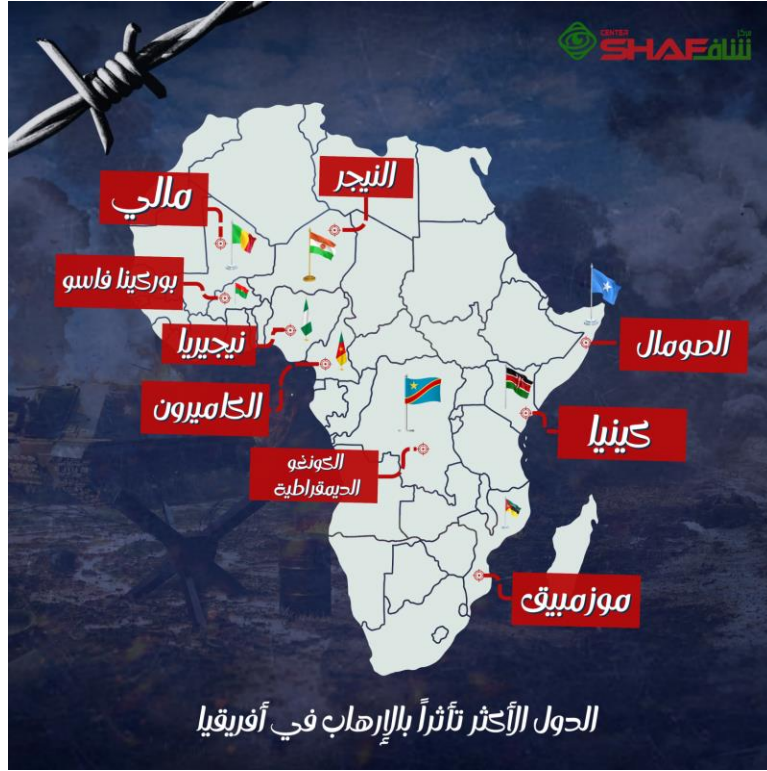 CENTER مركز
SHAF شاف
النيجر
مالي
بوركينا فاسو
نيجيريا
الصومال
الكاميرون
كينيا
الكونغو
الديمقراطية
موزمبيق
الدول الأكثر تأثراً بالإرهاب في أفريقيا